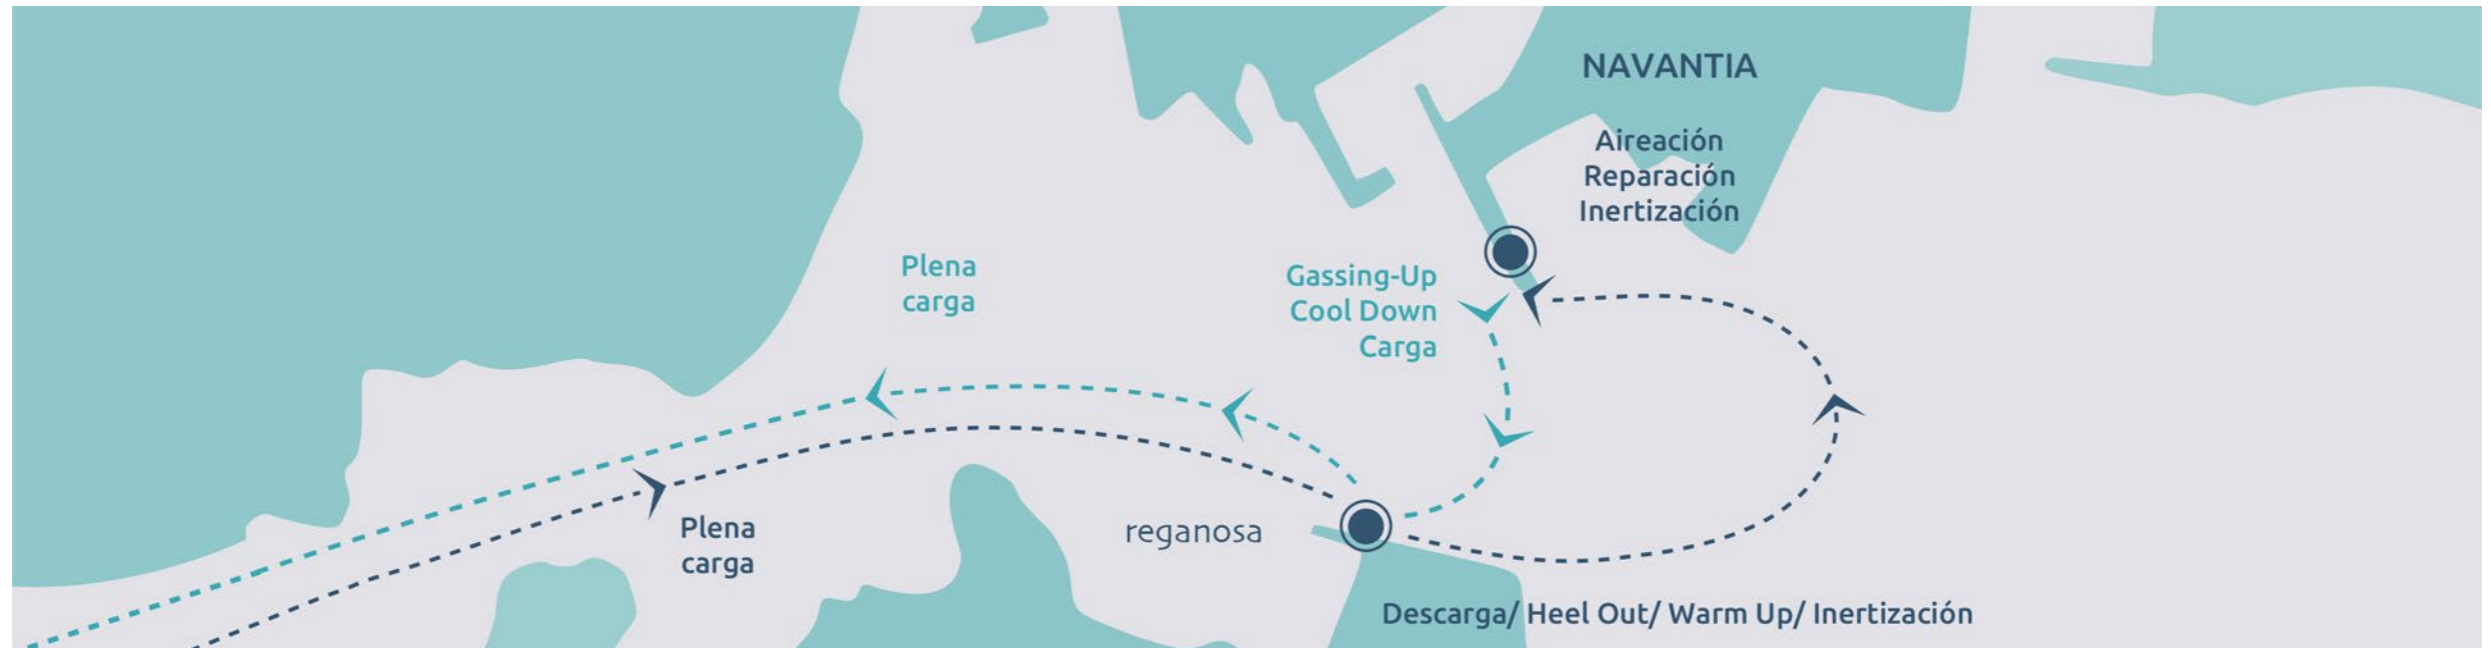 NAVANTIA
Aireación
Reparación
Inertización
Plena
carga
Gassing-Up
Cool Down
Carga
Plena
carga
reganosa
Descarga/ Heel Out/ Warm Up/ Inertización